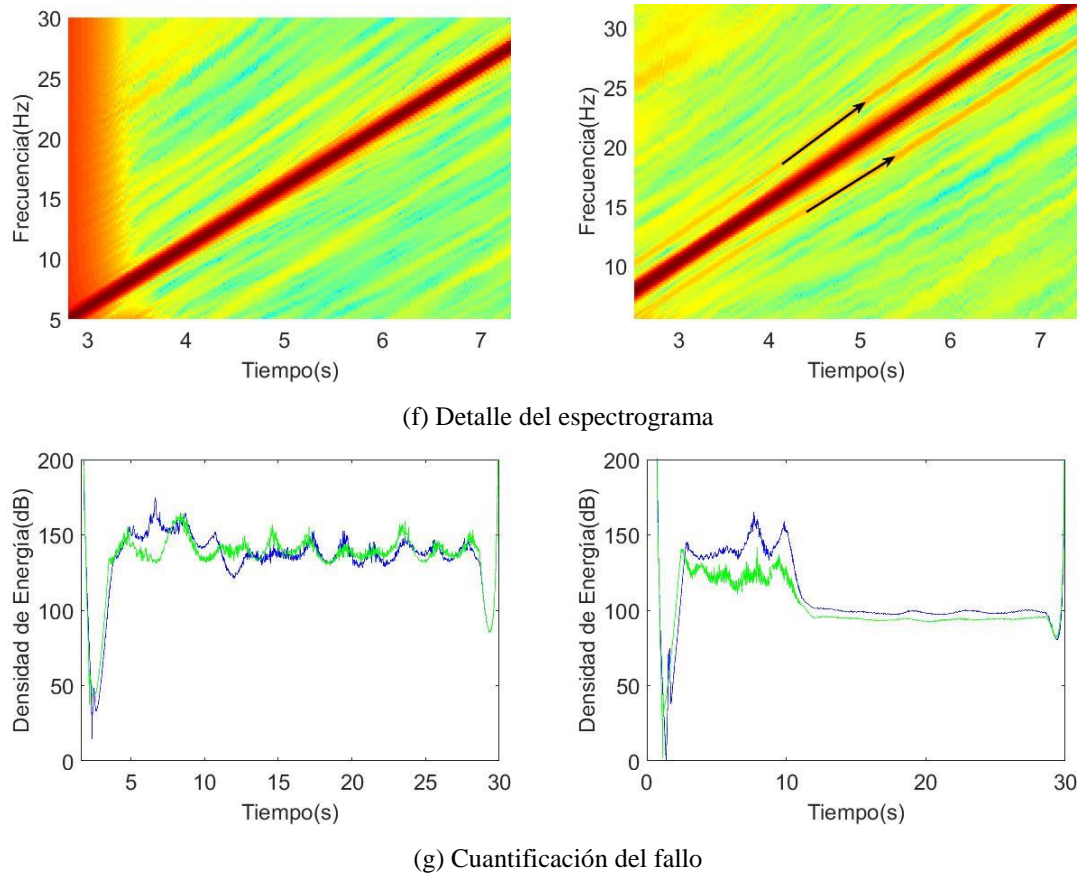 30
25
20
15
10
5
Frecuencia(Hz)
3 4 5 6 7
Tiempo(s)
30
25
20
15
10
Frecuencia(Hz)
3 4 5 6 7
Tiempo(s)
(f) Detalle del espectrograma
200
150
100
50
0
Densidad de Energía(dB)
5 10 15 20 25 30
Tiempo(s)
200
150
100
50
0
Densidad de Energía(dB)
0 10 20 30
Tiempo(s)
(g) Cuantificación del fallo